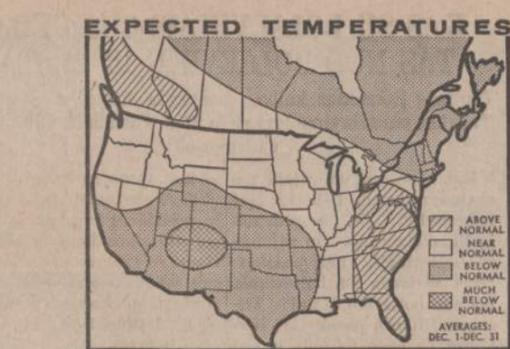 EXPECTED TEMPERATURES
ABOVE
NORMAL
NEAR
NORMAL
BELOW
NORMAL
MUCH
BELOW
NORMAL
AVERAGES:
DEC. 1-DEC. 31